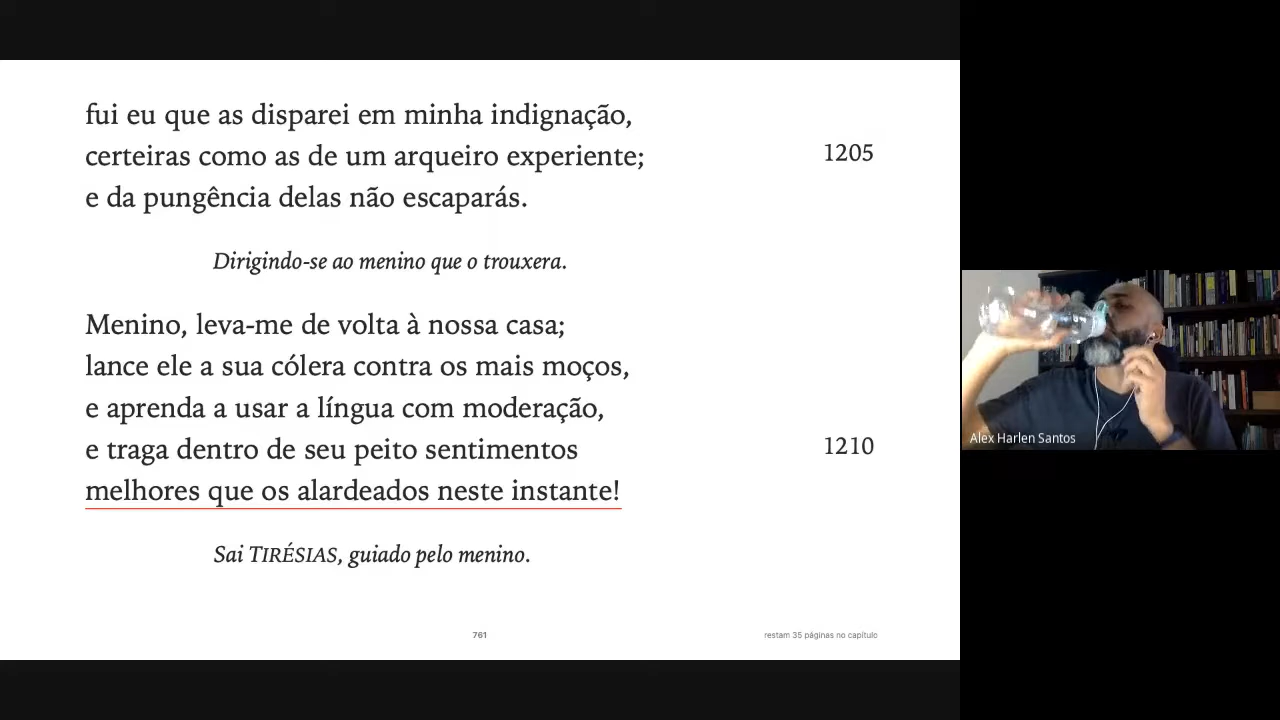 fui eu que as disparei em minha indignação,
certeiras como as de um arqueiro experiente; 1205
e da pungência delas não escaparás.
Dirigindo-se ao menino que o trouxera.
Menino, leva-me de volta à nossa casa;
lance ele a sua cólera contra os mais moços,
e aprenda a usar a língua com moderação,
e traga dentro de seu peito sentimentos 1210
melhores que os alardeados neste instante!
Sai TIRÉSIAS, guiado pelo menino.
761 restam 35 páginas no capítulo
Alex Harlen Santos